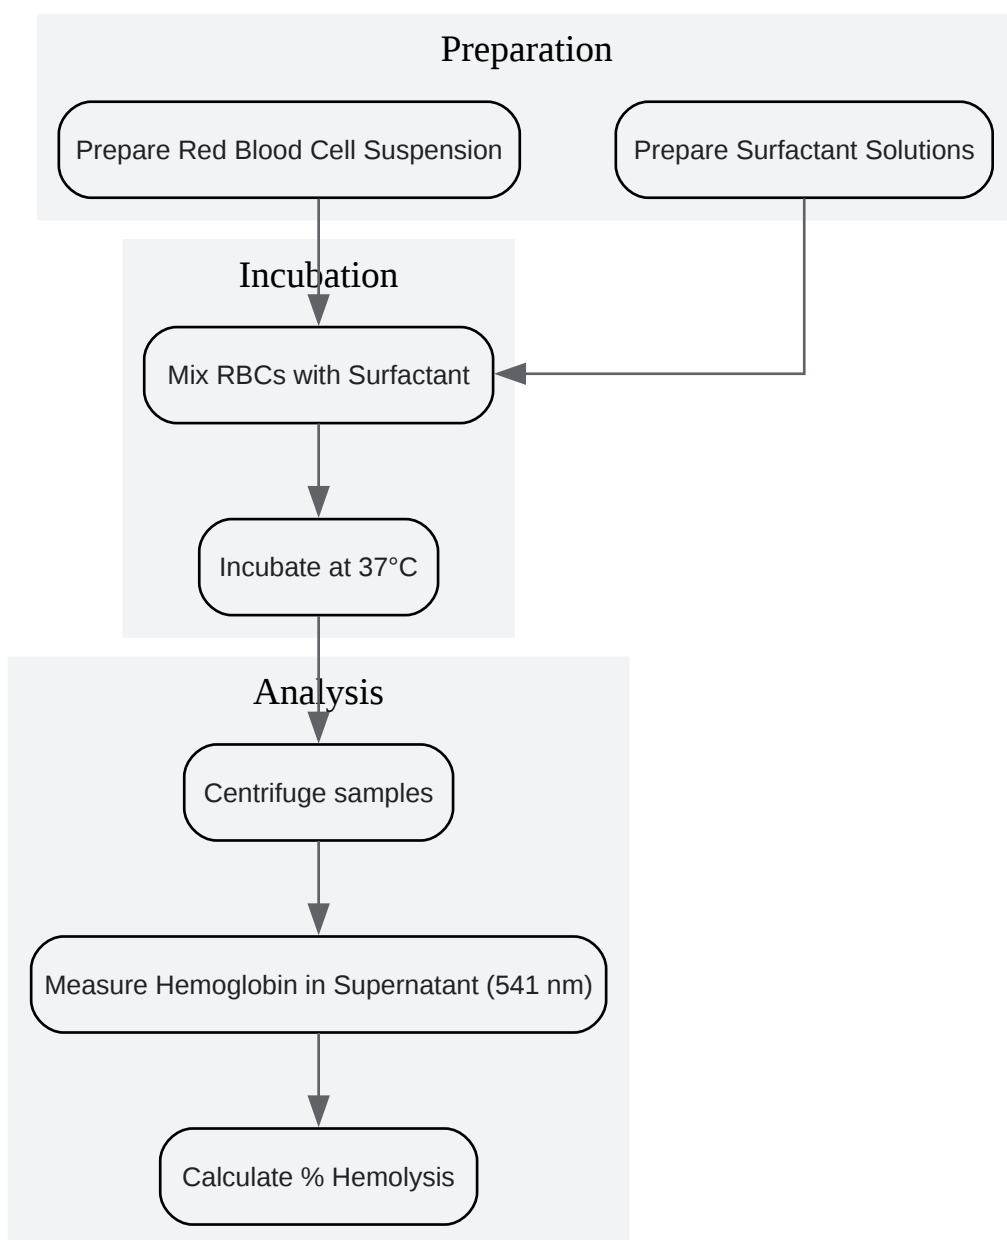 Preparation
Prepare Red Blood Cell Suspension
Prepare Surfactant Solutions
Incubation
Mix RBCs with Surfactant
Incubate at 37°C
Analysis
Centrifuge samples
Measure Hemoglobin in Supernatant (541 nm)
Calculate % Hemolysis